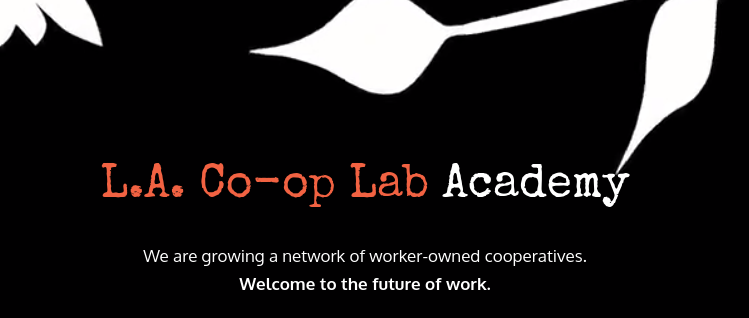 L.A. Co-op Lab Academy
We are growing a network of worker-owned cooperatives.
Welcome to the future of work.